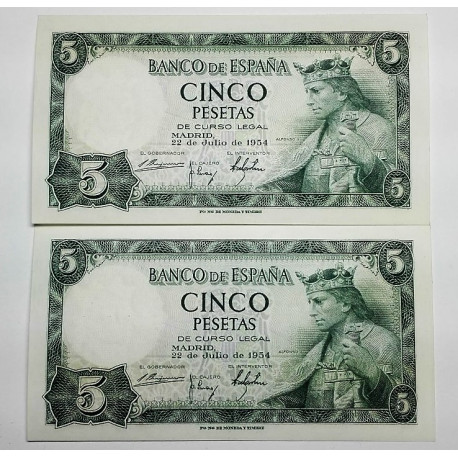 5
5
BANCO DE ESPAÑA
CINCO
PESETAS
DE CURSO LEGAL
MADRID,
22 de Julio de 1954
ALFONSO X
EL GOBERNADOR
EL CAJERO
EL INTERVENTOR
5
5
5
5
BANCO DE ESPAÑA
CINCO
PESETAS
DE CURSO LEGAL
MADRID,
22 de Julio de 1954
ALFONSO X
EL GOBERNADOR
EL CAJERO
EL INTERVENTOR
5
5